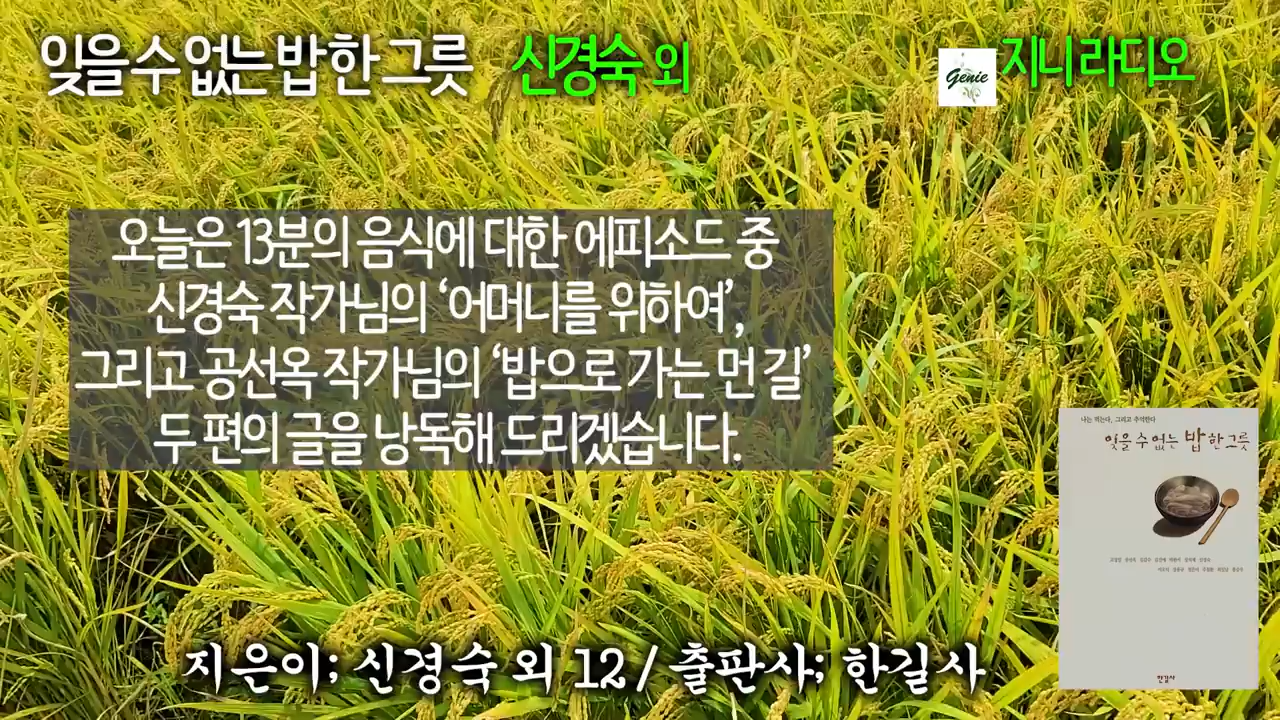 잊을 수 없는 밥 한 그릇 신경숙 외
Genie 지니 라디오
오늘은 13분의 음식에 대한 에피소드 중
신경숙 작가님의 ‘어머니를 위하여’,
그리고 공선옥 작가님의 ‘밥으로 가는 먼 길’
두 편의 글을 낭독해 드리겠습니다.
나는 먹는다, 그리고 추억한다
잊을 수 없는 밥 한 그릇
한길사
지은이; 신경숙 외 12 / 출판사; 한길사